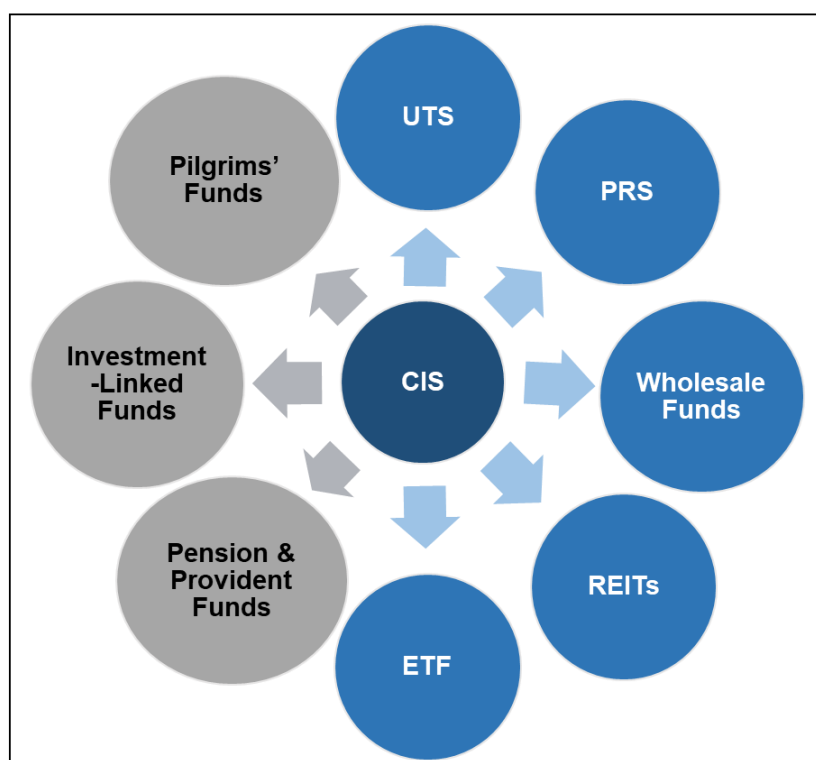 UTS
PRS
Wholesale
Funds
REITs
ETF
Pension &
Provident
Funds
Investment
-Linked
Funds
Pilgrims’
Funds
CIS